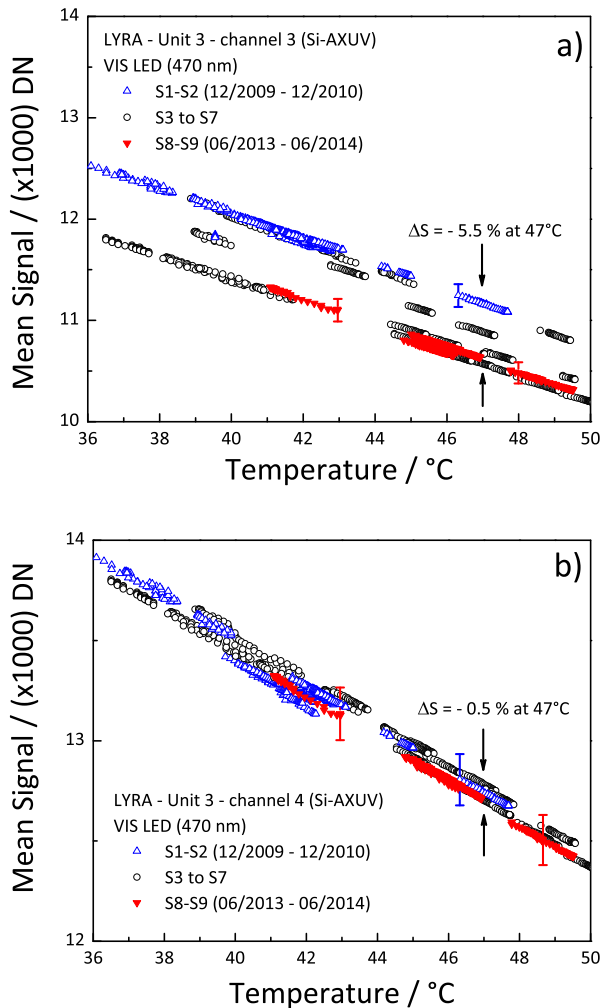 a)
LYRA - Unit 3 - channel 3 (Si-AXUV)
VIS LED (470 nm)
S1-S2 (12/2009 - 12/2010)
S3 to S7
S8-S9 (06/2013 - 06/2014)
ΔS = - 5.5 % at 47°C
14
13
12
11
10
Mean Signal / (x1000) DN
36 38 40 42 44 46 48 50
Temperature / °C
b)
ΔS = - 0.5 % at 47°C
LYRA - Unit 3 - channel 4 (Si-AXUV)
VIS LED (470 nm)
S1-S2 (12/2009 - 12/2010)
S3 to S7
S8-S9 (06/2013 - 06/2014)
14
13
12
Mean Signal / (x1000) DN
36 38 40 42 44 46 48 50
Temperature / °C